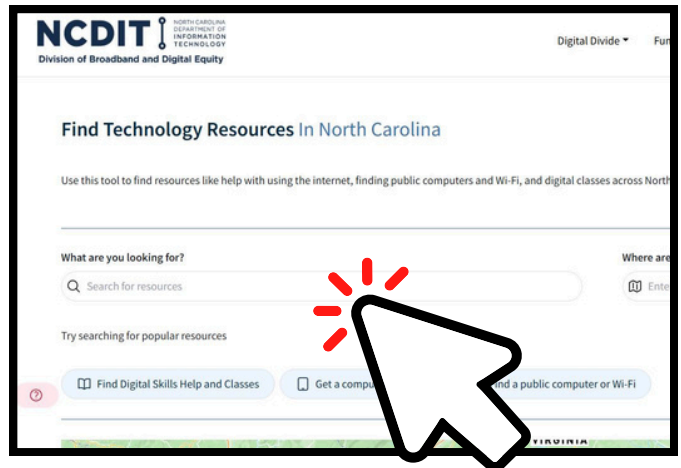 NCDIT
NORTH CAROLINA
DEPARTMENT OF
INFORMATION
TECHNOLOGY
Division of Broadband and Digital Equity
Digital Divide
Find Technology Resources In North Carolina
Use this tool to find resources like help with using the internet, finding public computers and Wi-Fi, and digital classes across North
What are you looking for?
Where are
Search for resources
Try searching for popular resources
Find Digital Skills Help and Classes
Get a a public computer or Wi-Fi
VIRGINIA